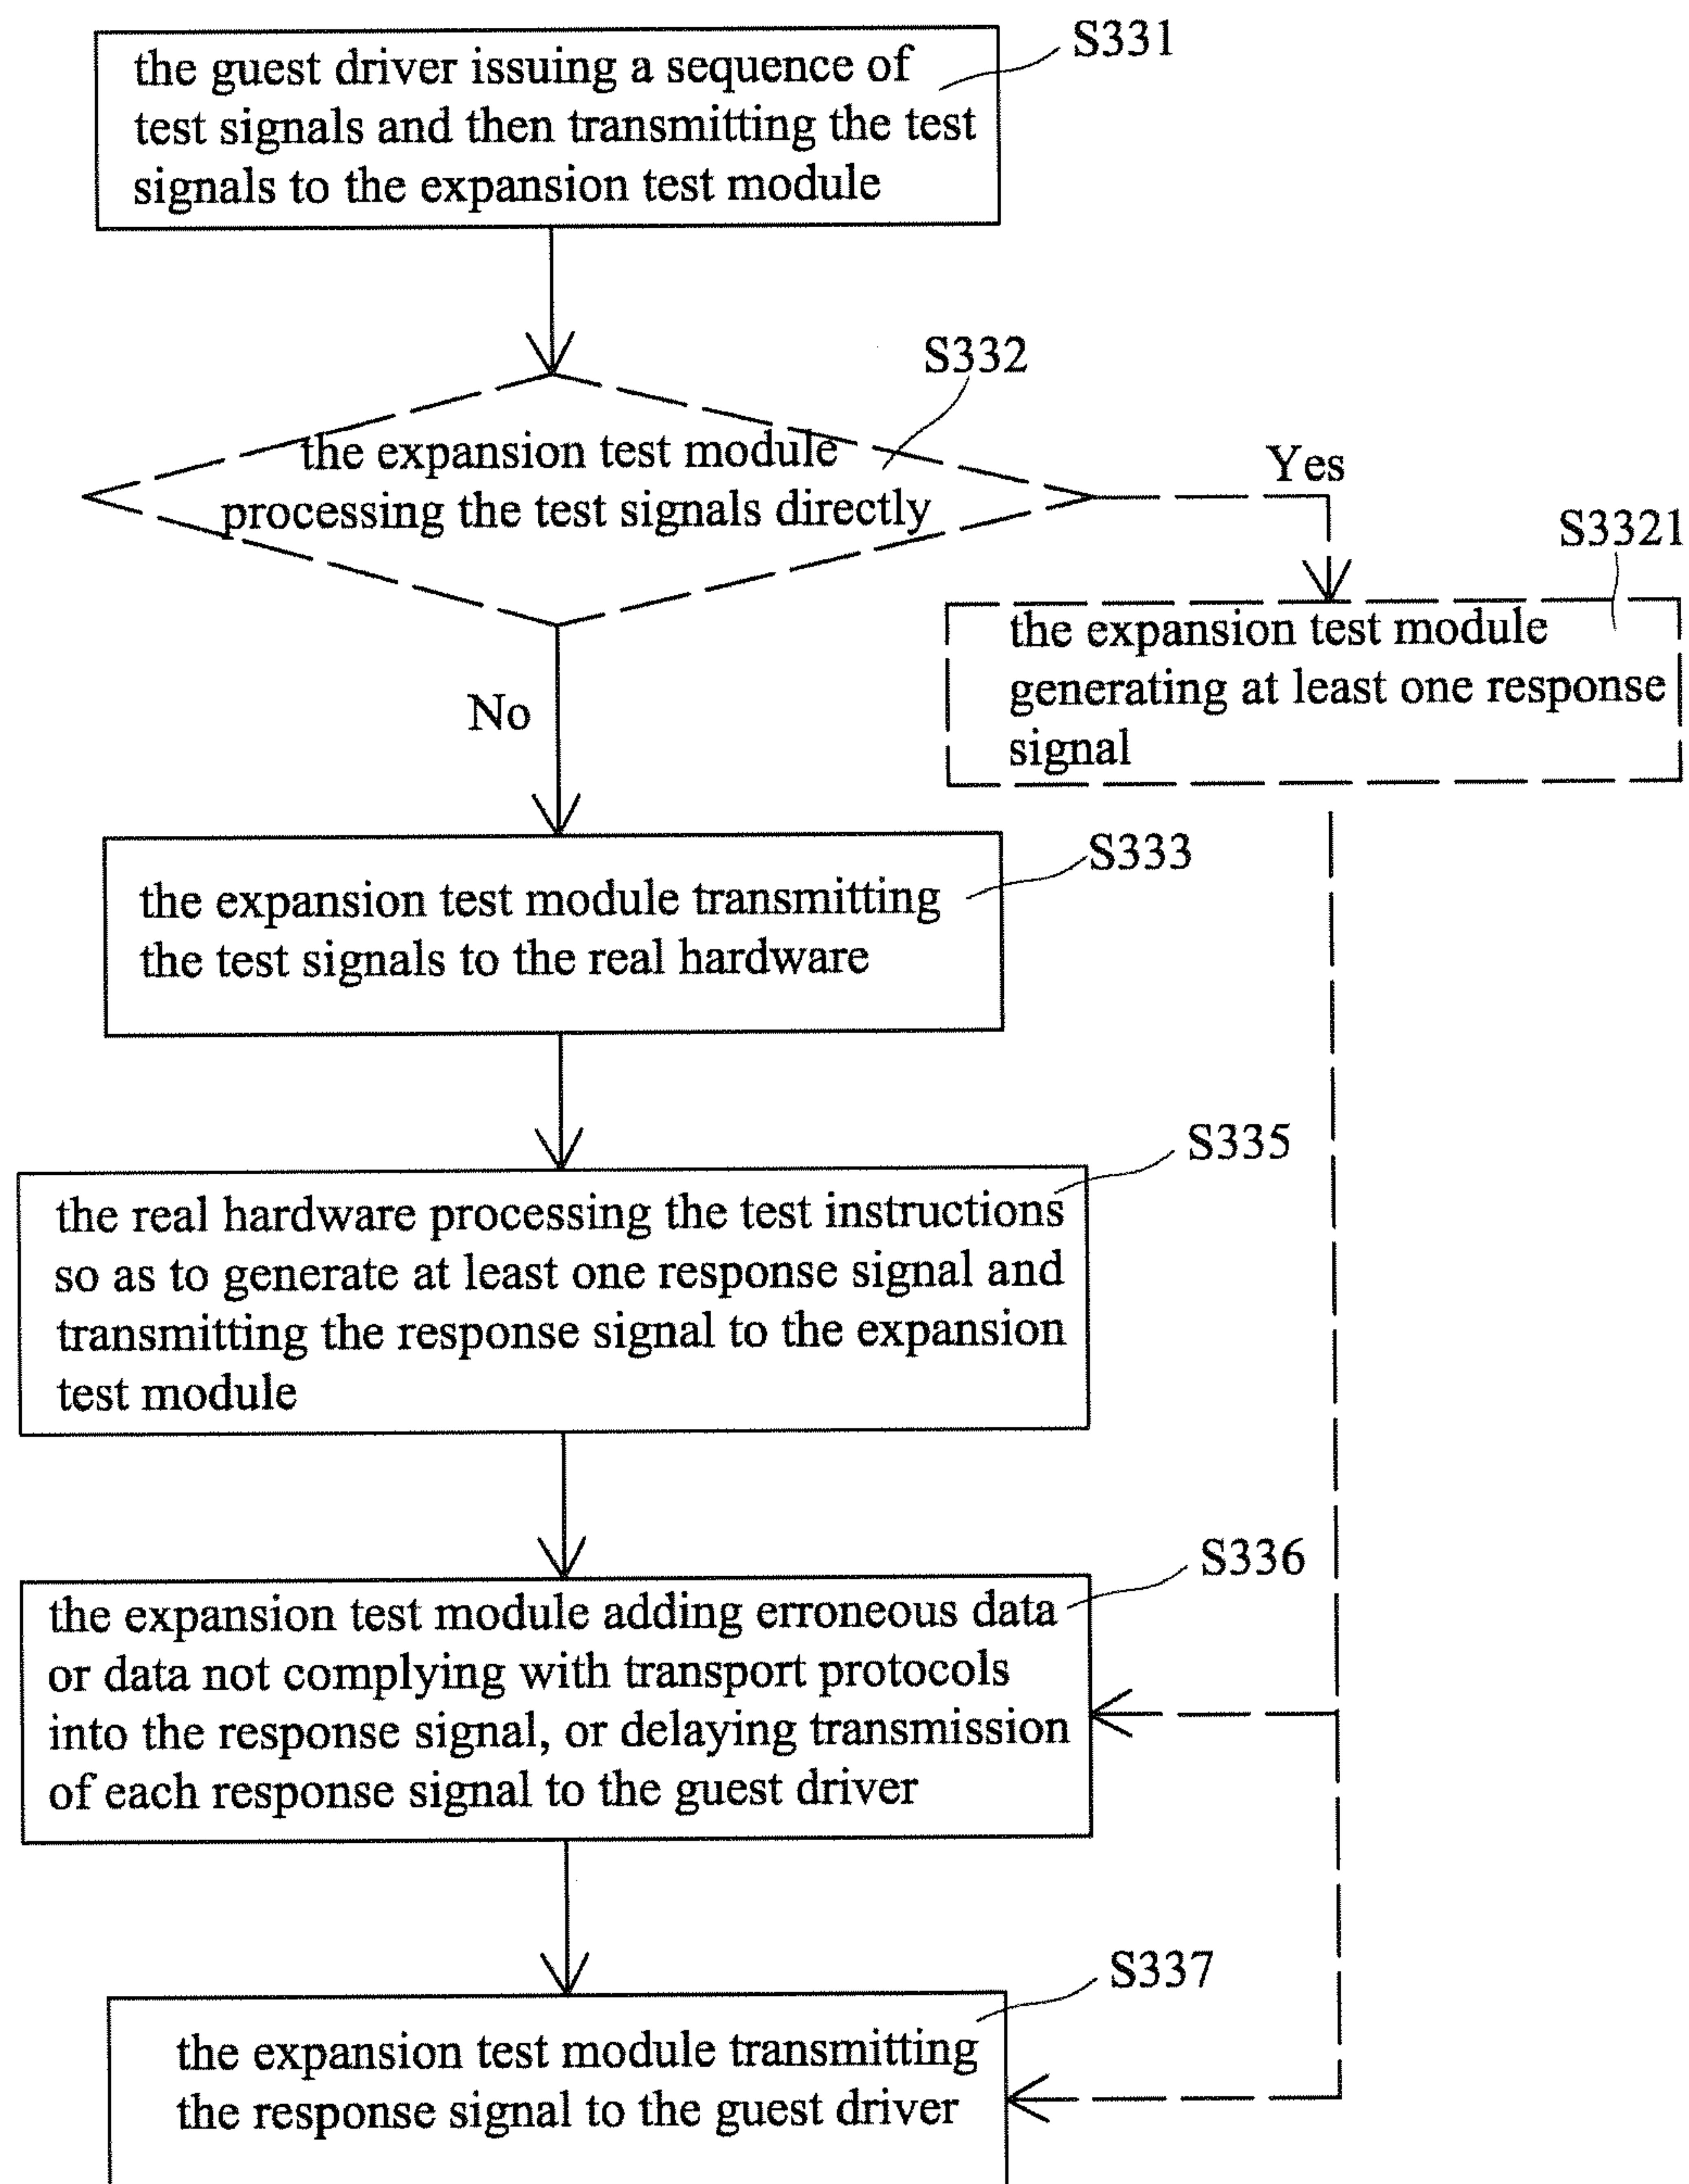 S331
the guest driver issuing a sequence of
test signals and then transmitting the test
signals to the expansion test module
S332
the expansion test module
processing the test signals directly
Yes
S3321
the expansion test module
generating at least one response
signal
No
S333
the expansion test module transmitting
the test signals to the real hardware
S335
the real hardware processing the test instructions
so as to generate at least one response signal and
transmitting the response signal to the expansion
test module
S336
the expansion test module adding erroneous data
or data not complying with transport protocols
into the response signal, or delaying transmission
of each response signal to the guest driver
S337
the expansion test module transmitting
the response signal to the guest driver